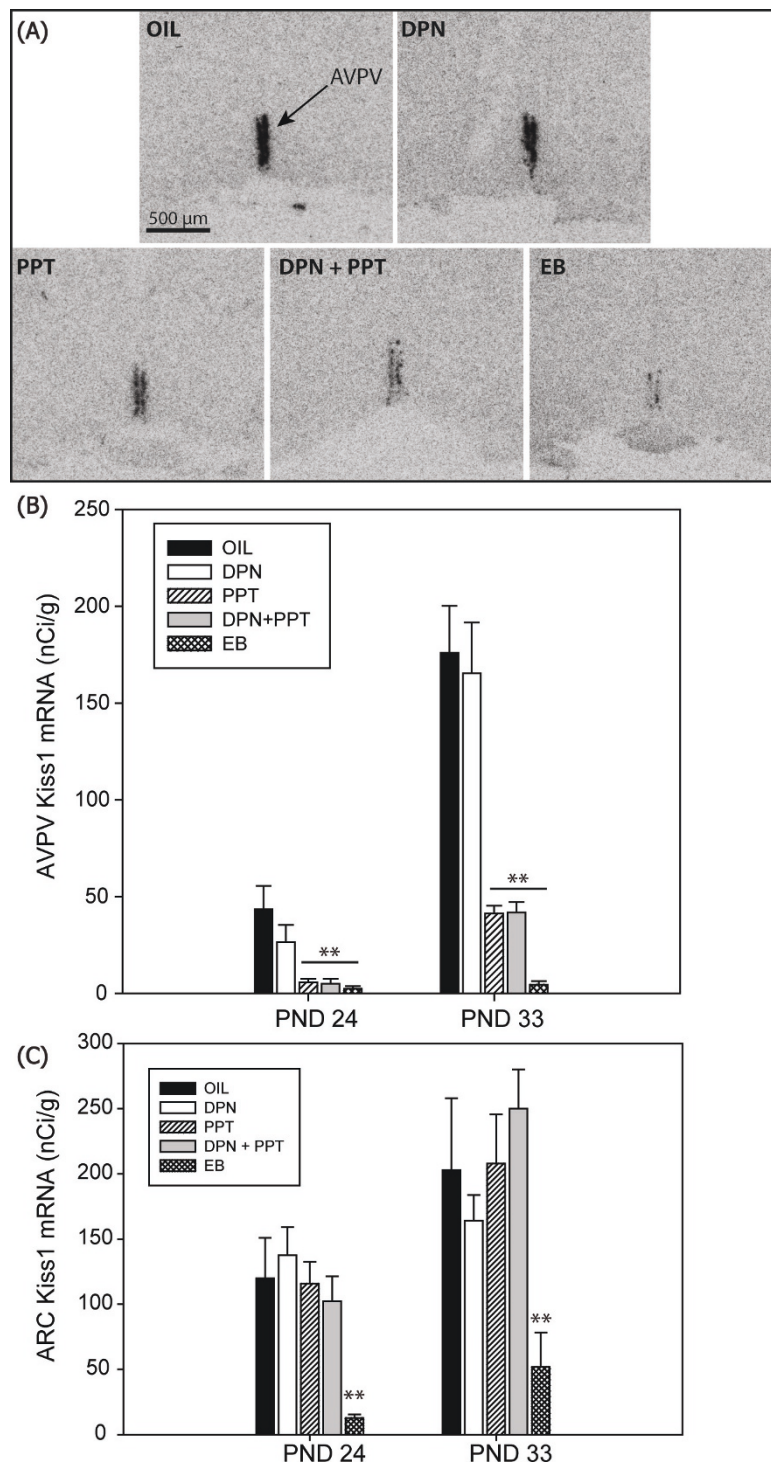 (A)
OIL
AVPV
500 µm
DPN
PPT
DPN + PPT
EB
(B)
AVPV Kiss1 mRNA (nCi/g)
250
200
150
100
50
0
OIL
DPN
PPT
DPN+PPT
EB
**
**
PND 24
PND 33
(C)
ARC Kiss1 mRNA (nCi/g)
300
250
200
150
100
50
0
OIL
DPN
PPT
DPN + PPT
EB
**
**
PND 24
PND 33